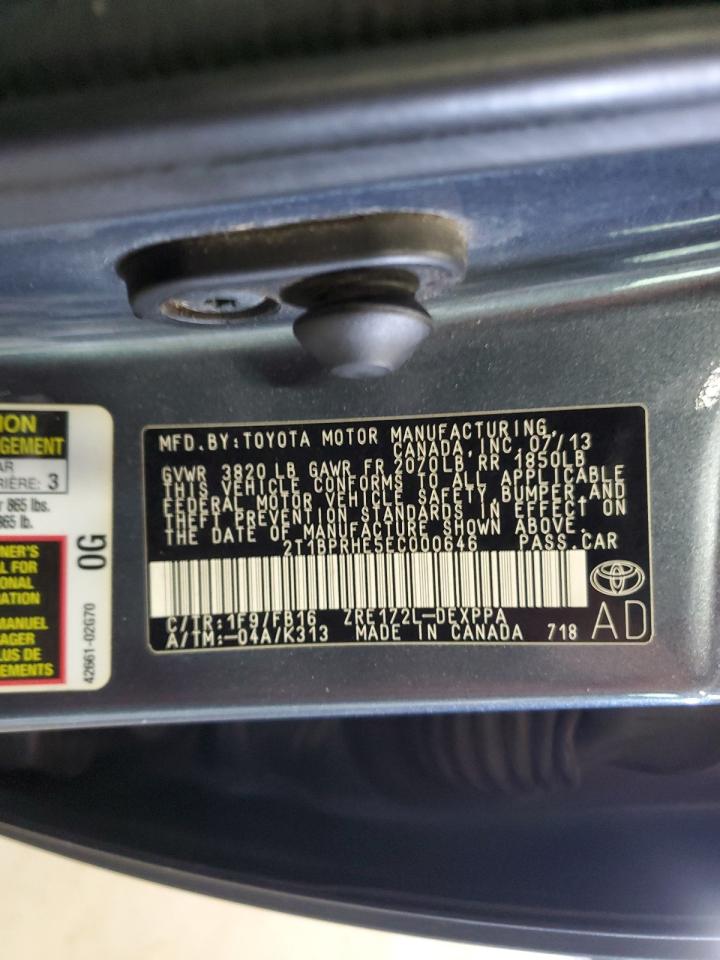 ION
GEMENT
AR
RIÈRE: 3
865 lbs.
865 lb.
NER'S
L FOR
ONAL
ATION
MANUEL
AGER
LUS DE
EMENTS
0G
42661-02G70
MFD.BY:TOYOTA MOTOR MANUFACTURING,
CANADA,INC.07/13
GVWR 3820 LB GAWR FR 2020LB RR 1850LB
THIS VEHICLE CONFORMS TO ALL APPLICABLE
FEDERAL MOTOR VEHICLE SAFETY,BUMPER,AND
THEFT PREVENTION STANDARDS IN EFFECT ON
THE DATE OF MANUFACTURE SHOWN ABOVE.
2T1BPRHE5EC000646 PASS.CAR
C/TR:1F9/FB16 ZRE172L-DEXPPA
A/TM:-04A/K313 MADE IN CANADA 718
AD